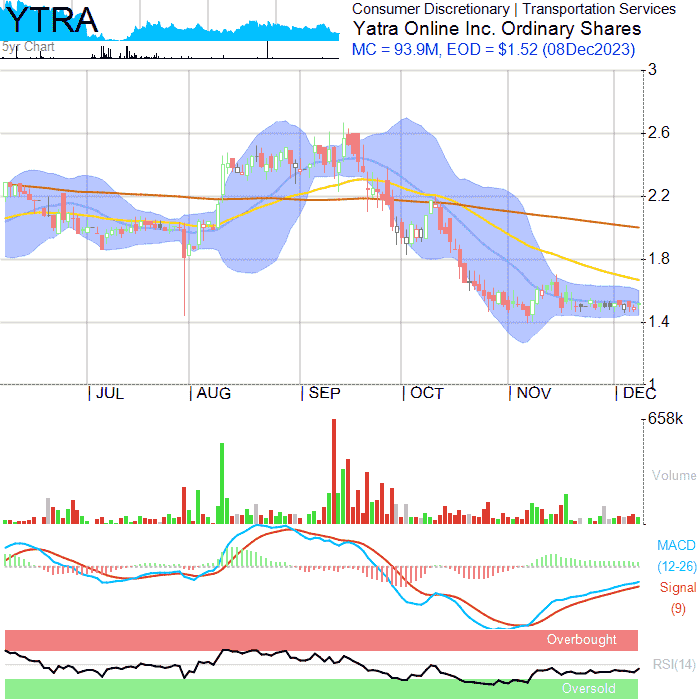 YTRA
5yr Chart
Consumer Discretionary | Transportation Services
Yatra Online Inc. Ordinary Shares
MC = 93.9M, EOD = $1.52 (08Dec2023)
3
2.6
2.2
1.8
1.4
1
JUL AUG SEP OCT NOV DEC
658k
Volume
MACD
(12-26)
Signal
(9)
Overbought
RSI(14)
Oversold